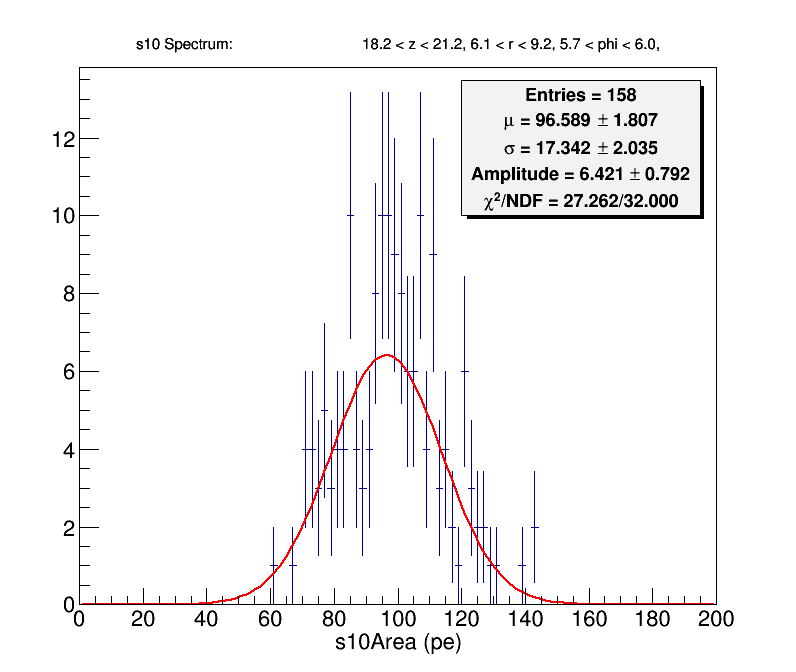 s10 Spectrum: 18.2 < z < 21.2, 6.1 < r < 9.2, 5.7 < phi < 6.0,
Entries = 158
μ = 96.589 ± 1.807
σ = 17.342 ± 2.035
Amplitude = 6.421 ± 0.792
χ²/NDF = 27.262/32.000
12
10
8
6
4
2
0
0 20 40 60 80 100 120 140 160 180 200
s10Area (pe)